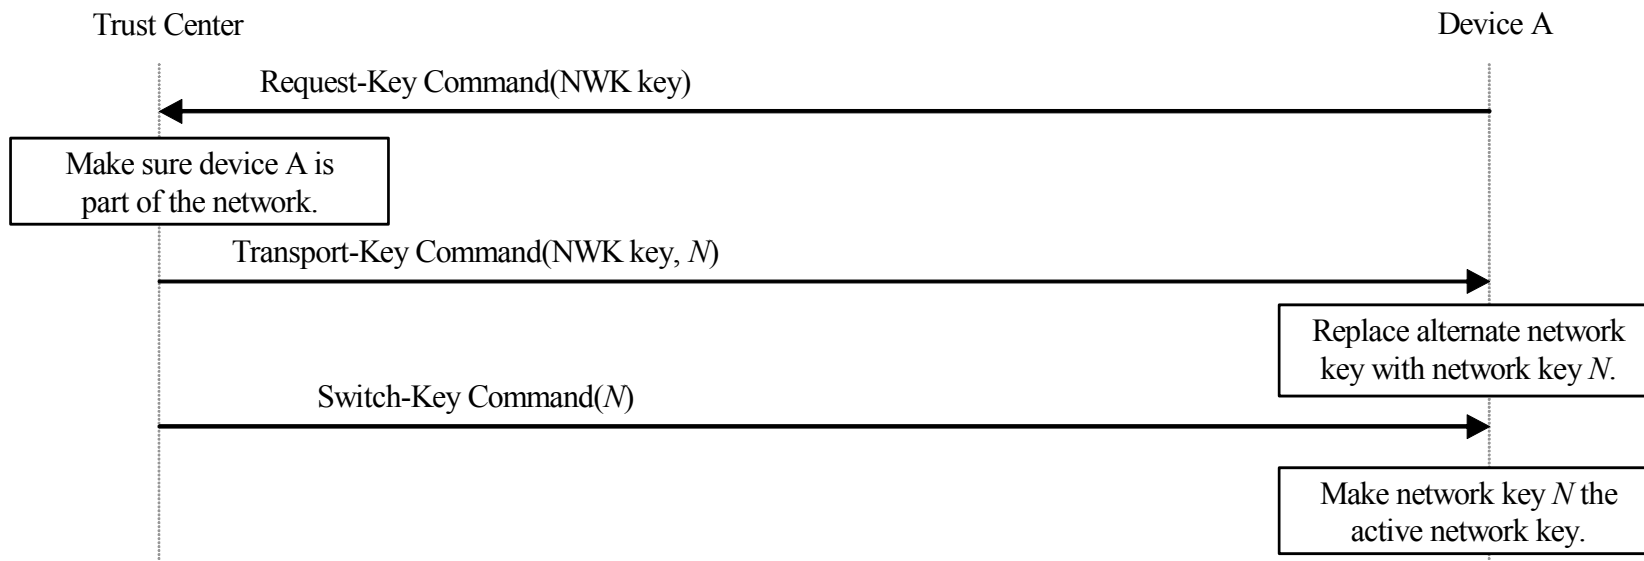 Trust Center
Device A
Request-Key Command(NWK key)
Make sure device A is
part of the network.
Transport-Key Command(NWK key, N)
Replace alternate network
key with network key N.
Switch-Key Command(N)
Make network key N the
active network key.